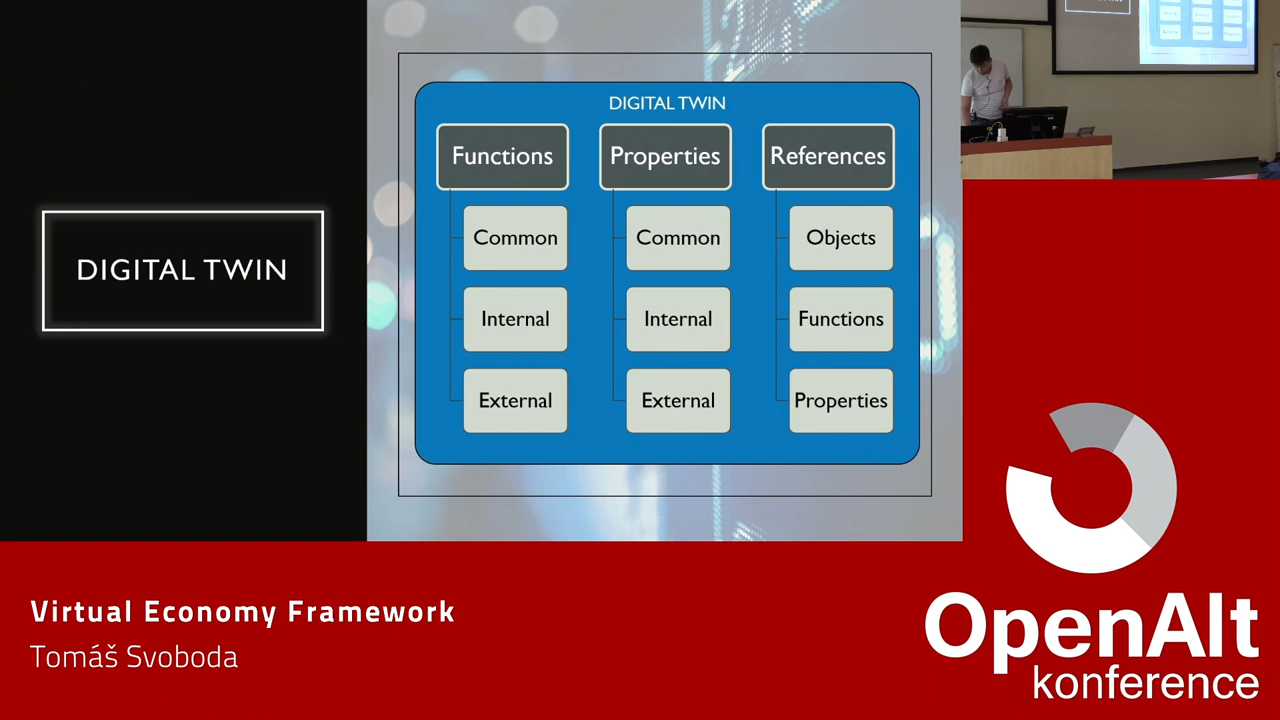 DIGITAL TWIN
DIGITAL TWIN
Functions
Common
Internal
External
Properties
Common
Internal
External
References
Objects
Functions
Properties
Virtual Economy Framework
Tomáš Svoboda
OpenAlt
konference